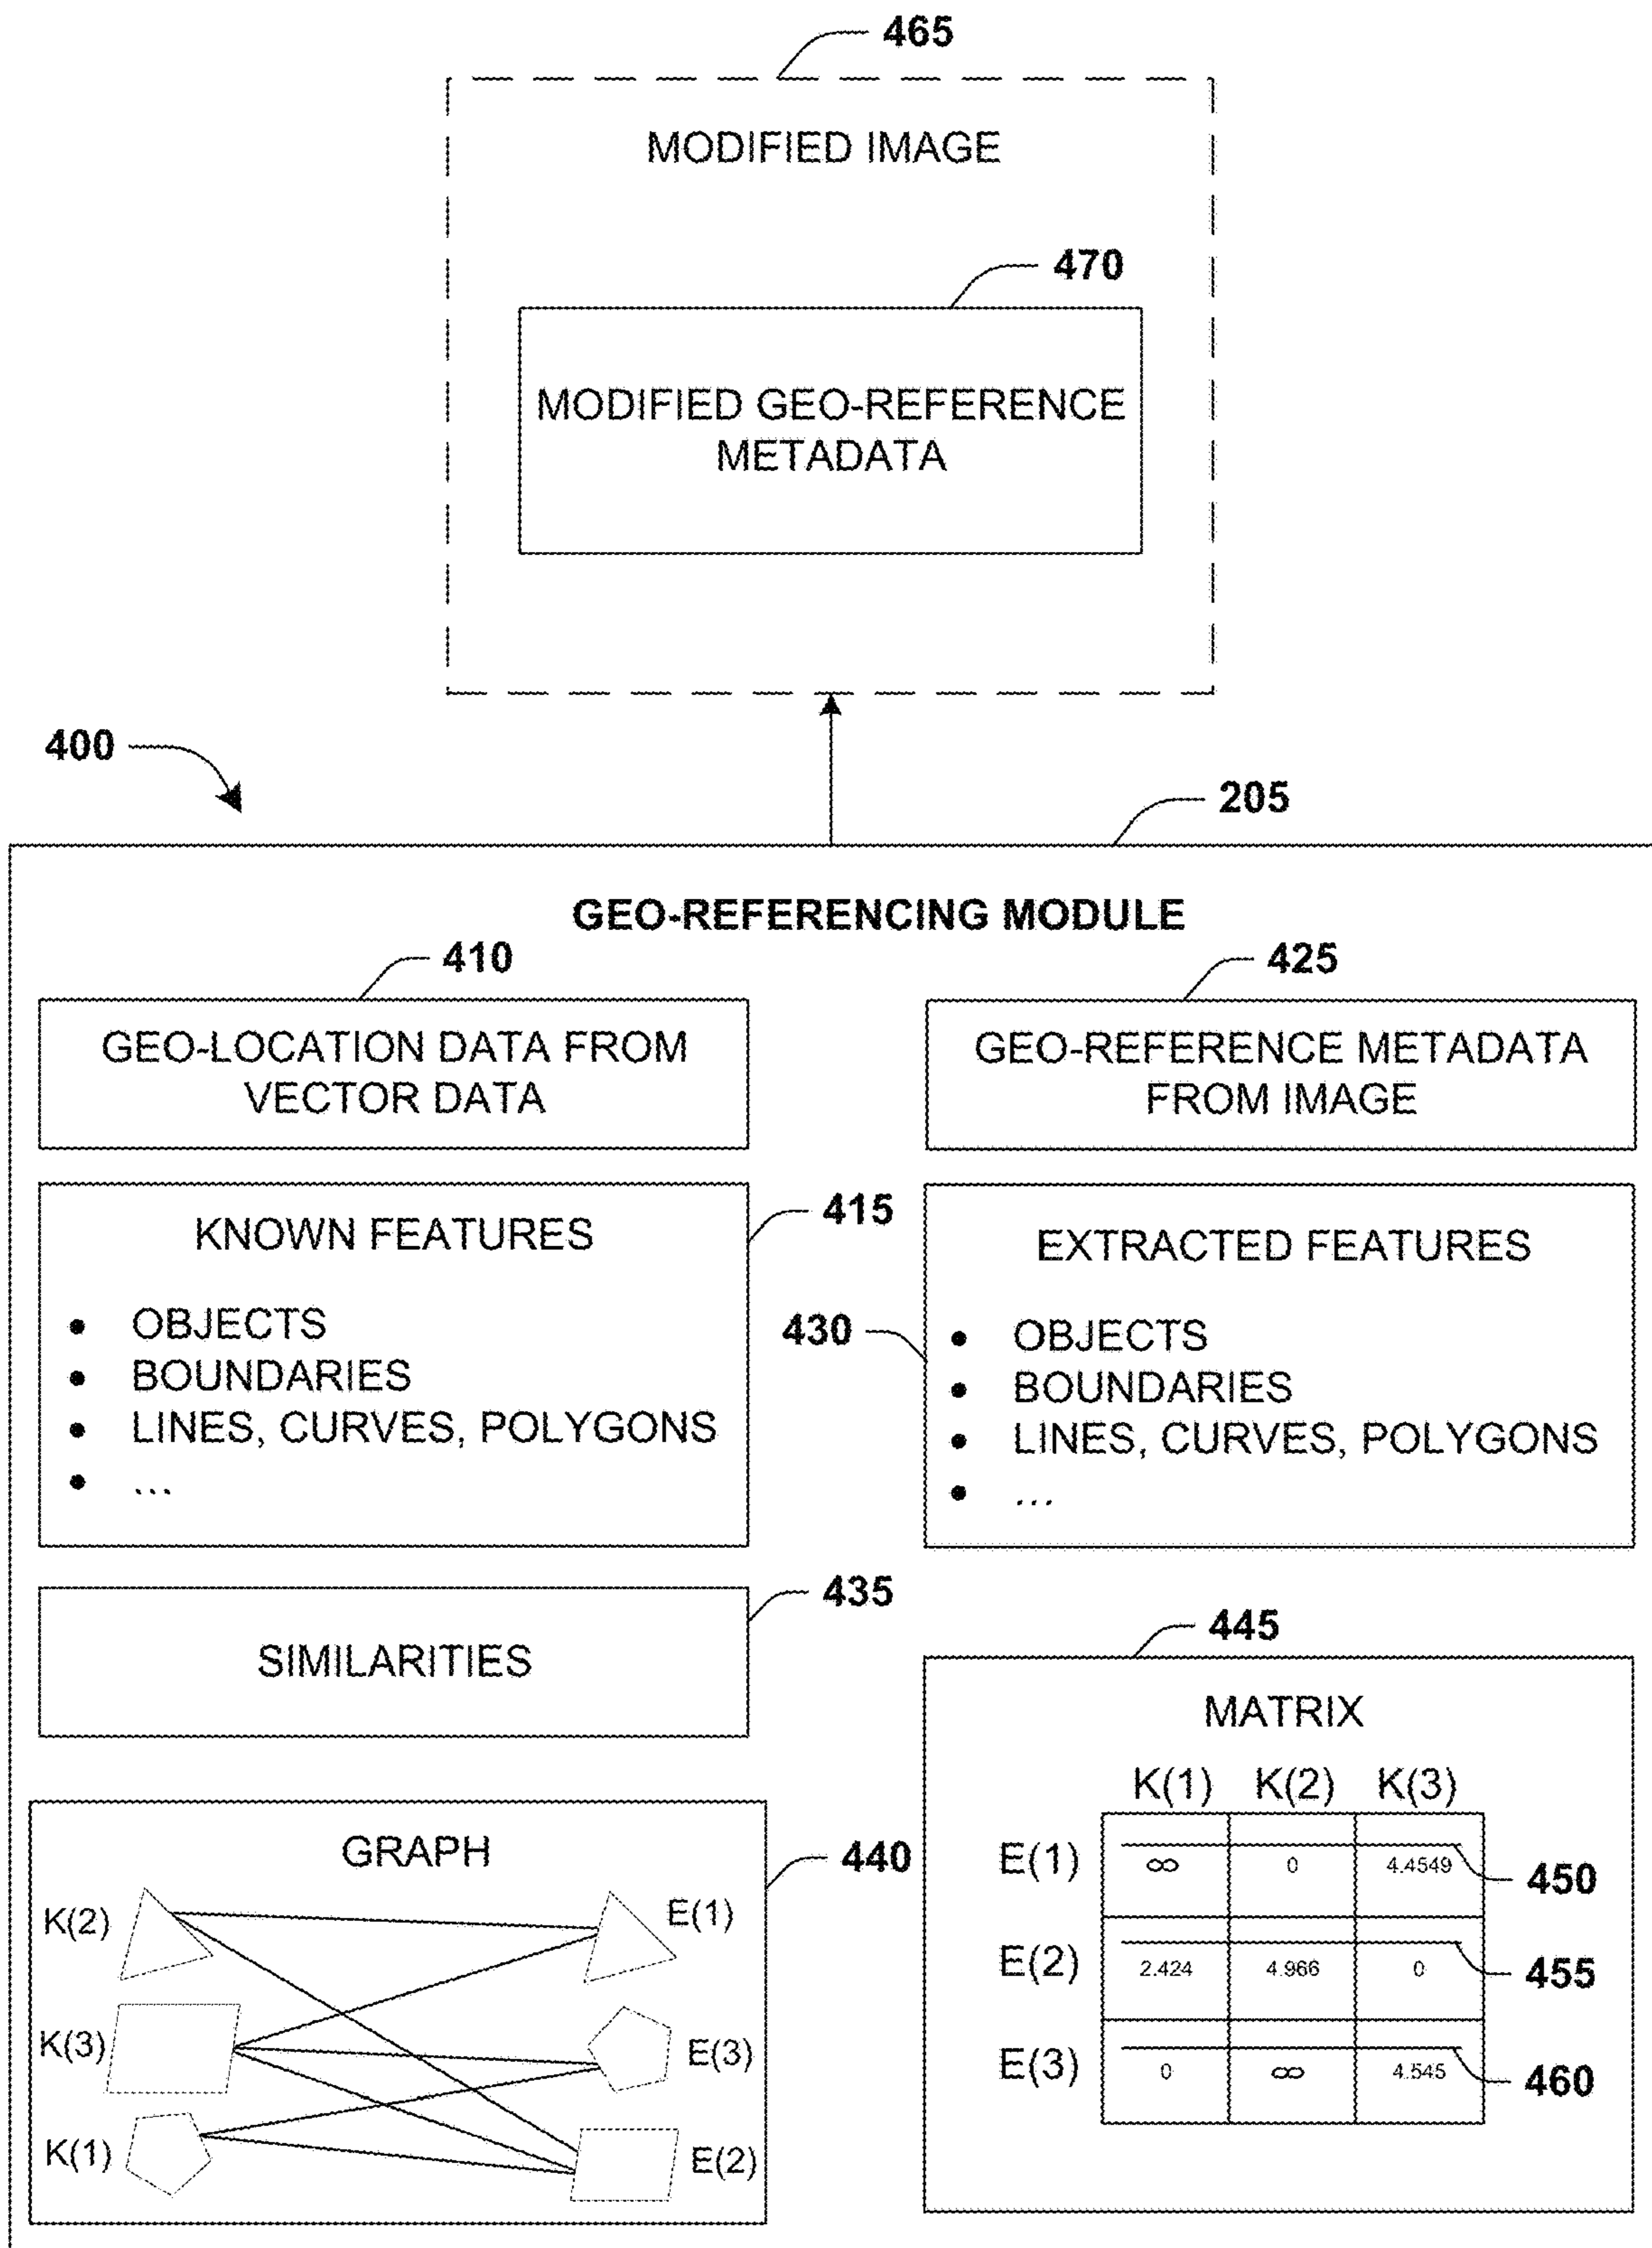 465
MODIFIED IMAGE
470
MODIFIED GEO-REFERENCE
METADATA
400
205
GEO-REFERENCING MODULE
410
425
GEO-LOCATION DATA FROM
VECTOR DATA
GEO-REFERENCE METADATA
FROM IMAGE
KNOWN FEATURES
• OBJECTS
• BOUNDARIES
• LINES, CURVES, POLYGONS
• ...
415
430
EXTRACTED FEATURES
• OBJECTS
• BOUNDARIES
• LINES, CURVES, POLYGONS
• ...
435
SIMILARITIES
445
MATRIX
K(1) K(2) K(3)
E(1) ∞ 0 4.4549 450
E(2) 2.424 4.966 0 455
E(3) 0 ∞ 4.545 460
GRAPH
440
K(2) E(1)
K(3) E(3)
K(1) E(2)